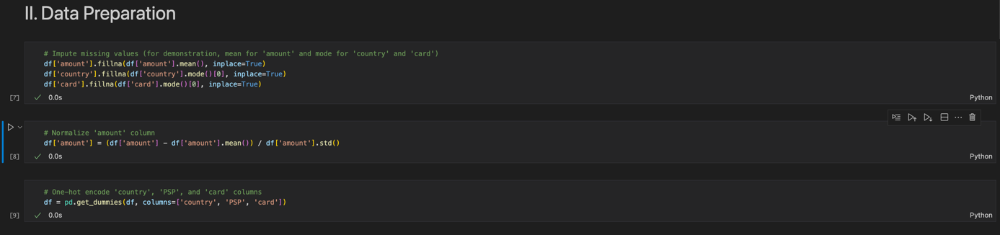 II. Data Preparation
# Impute missing values (for demonstration, mean for 'amount' and mode for 'country' and 'card')
df['amount'].fillna(df['amount'].mean(), inplace=True)
df['country'].fillna(df['country'].mode()[0], inplace=True)
df['card'].fillna(df['card'].mode()[0], inplace=True)
[7] 0.0s Python
# Normalize 'amount' column
df['amount'] = (df['amount'] - df['amount'].mean()) / df['amount'].std()
[8] 0.0s Python
# One-hot encode 'country', 'PSP', and 'card' columns
df = pd.get_dummies(df, columns=['country', 'PSP', 'card'])
[9] 0.0s Python